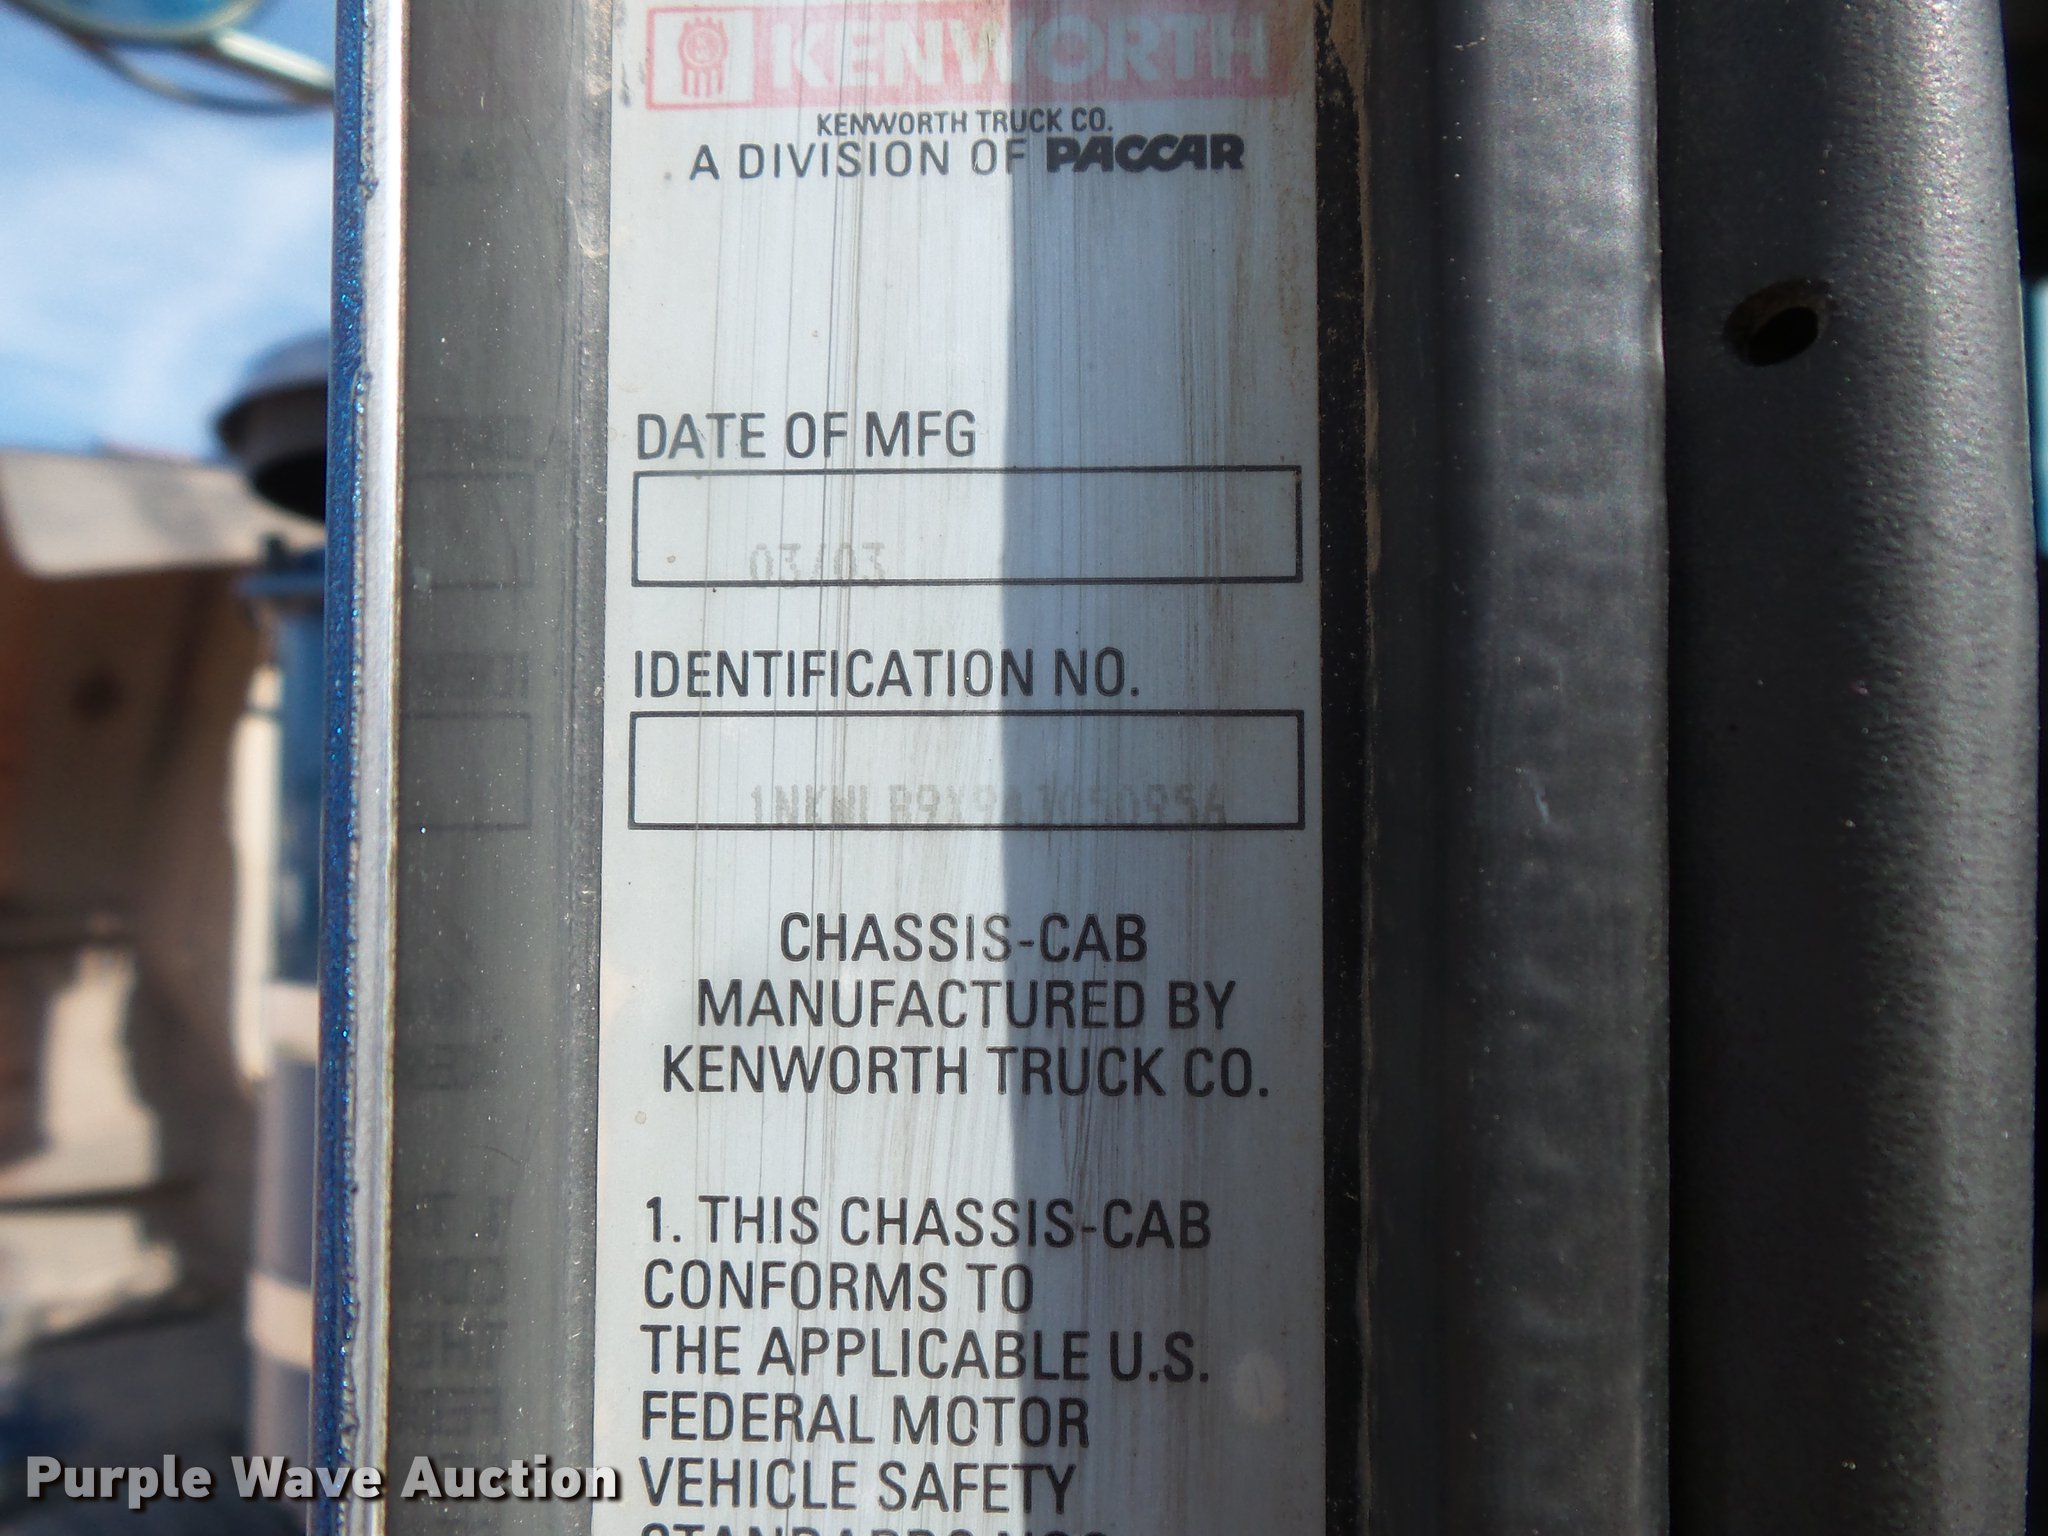 KENWORTH
KENWORTH TRUCK CO.
A DIVISION OF PACCAR
DATE OF MFG
03/03
IDENTIFICATION NO.
CHASSIS-CAB
MANUFACTURED BY
KENWORTH TRUCK CO.
1. THIS CHASSIS-CAB
CONFORMS TO
THE APPLICABLE U.S.
FEDERAL MOTOR
VEHICLE SAFETY
Purple Wave Auction